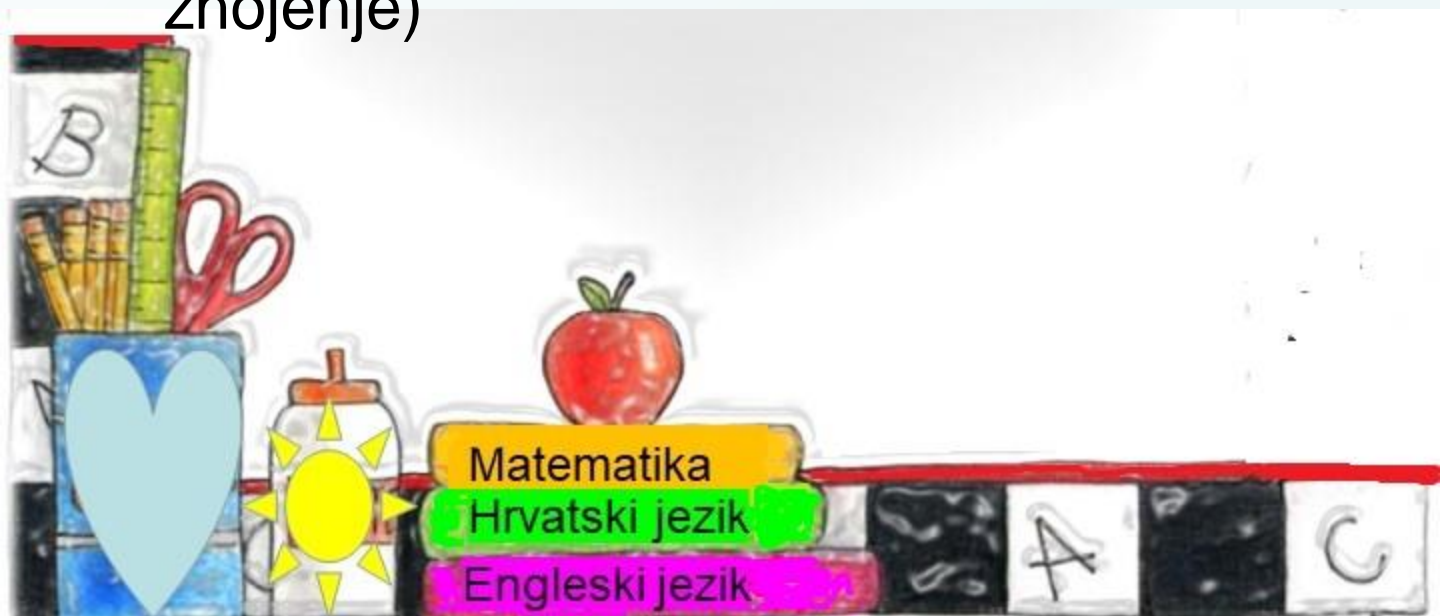 znojenje)
B
Matematika
Hrvatski jezik
Engleski jezik
A
C